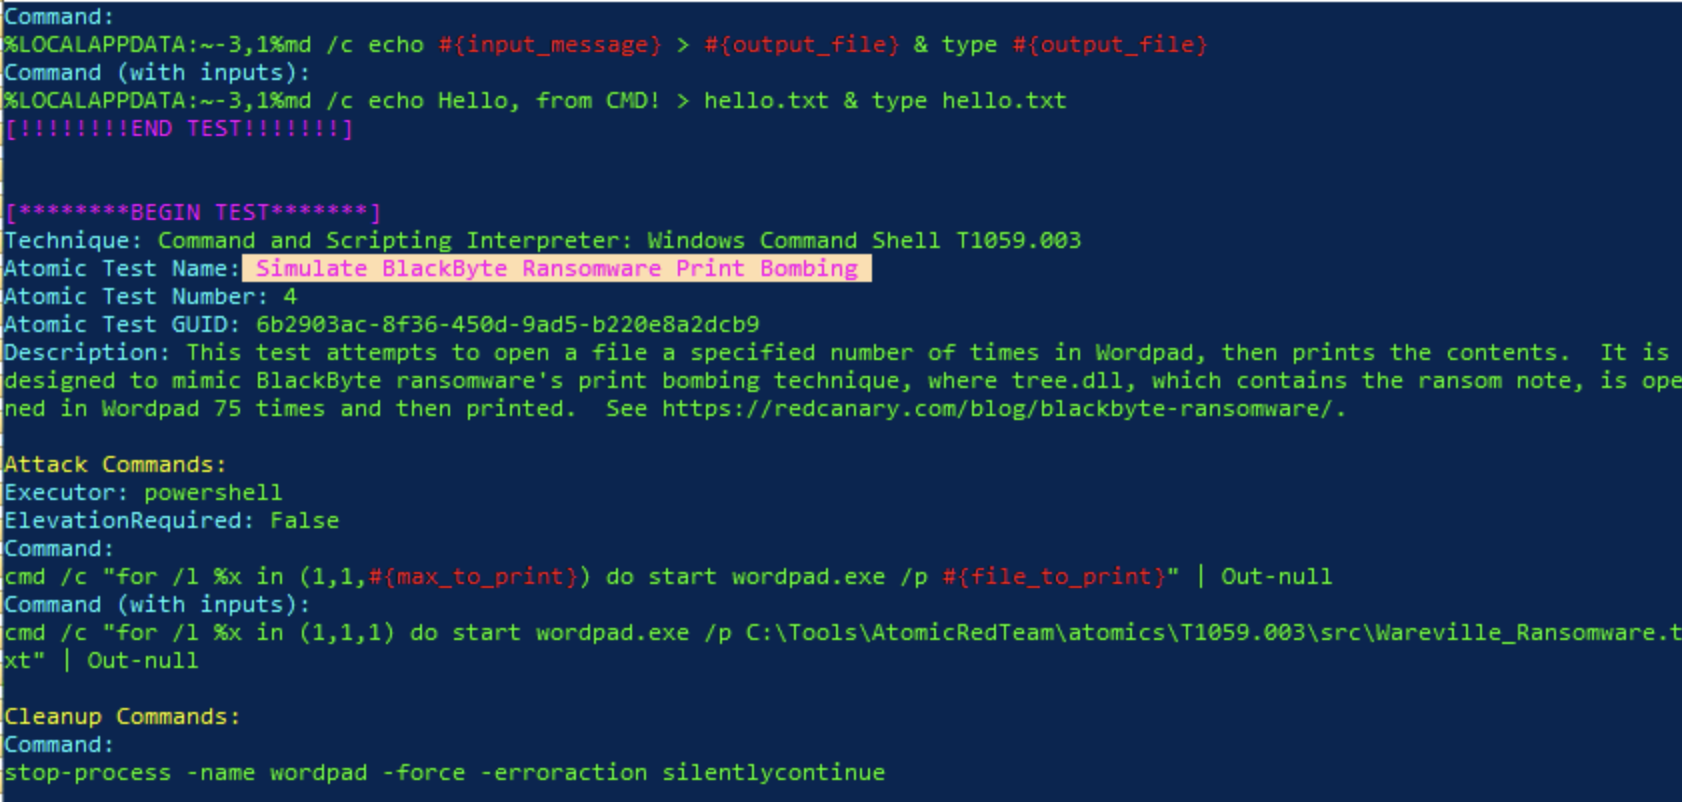 Command:
%LOCALAPPDATA:~-3,1%md /c echo #{input_message} > #{output_file} & type #{output_file}
Command (with inputs):
%LOCALAPPDATA:~-3,1%md /c echo Hello, from CMD! > hello.txt & type hello.txt
[!!!!!!!!END TEST!!!!!!!]
[********BEGIN TEST*******]
Technique: Command and Scripting Interpreter: Windows Command Shell T1059.003
Atomic Test Name: Simulate BlackByte Ransomware Print Bombing
Atomic Test Number: 4
Atomic Test GUID: 6b2903ac-8f36-450d-9ad5-b220e8a2dcb9
Description: This test attempts to open a file a specified number of times in Wordpad, then prints the contents.  It is
designed to mimic BlackByte ransomware's print bombing technique, where tree.dll, which contains the ransom note, is ope
ned in Wordpad 75 times and then printed.  See https://redcanary.com/blog/blackbyte-ransomware/.
Attack Commands:
Executor: powershell
ElevationRequired: False
Command:
cmd /c "for /l %x in (1,1,#{max_to_print}) do start wordpad.exe /p #{file_to_print}" | Out-null
Command (with inputs):
cmd /c "for /l %x in (1,1,1) do start wordpad.exe /p C:\Tools\AtomicRedTeam\atomics\T1059.003\src\Wareville_Ransomware.t
xt" | Out-null
Cleanup Commands:
Command:
stop-process -name wordpad -force -erroraction silentlycontinue